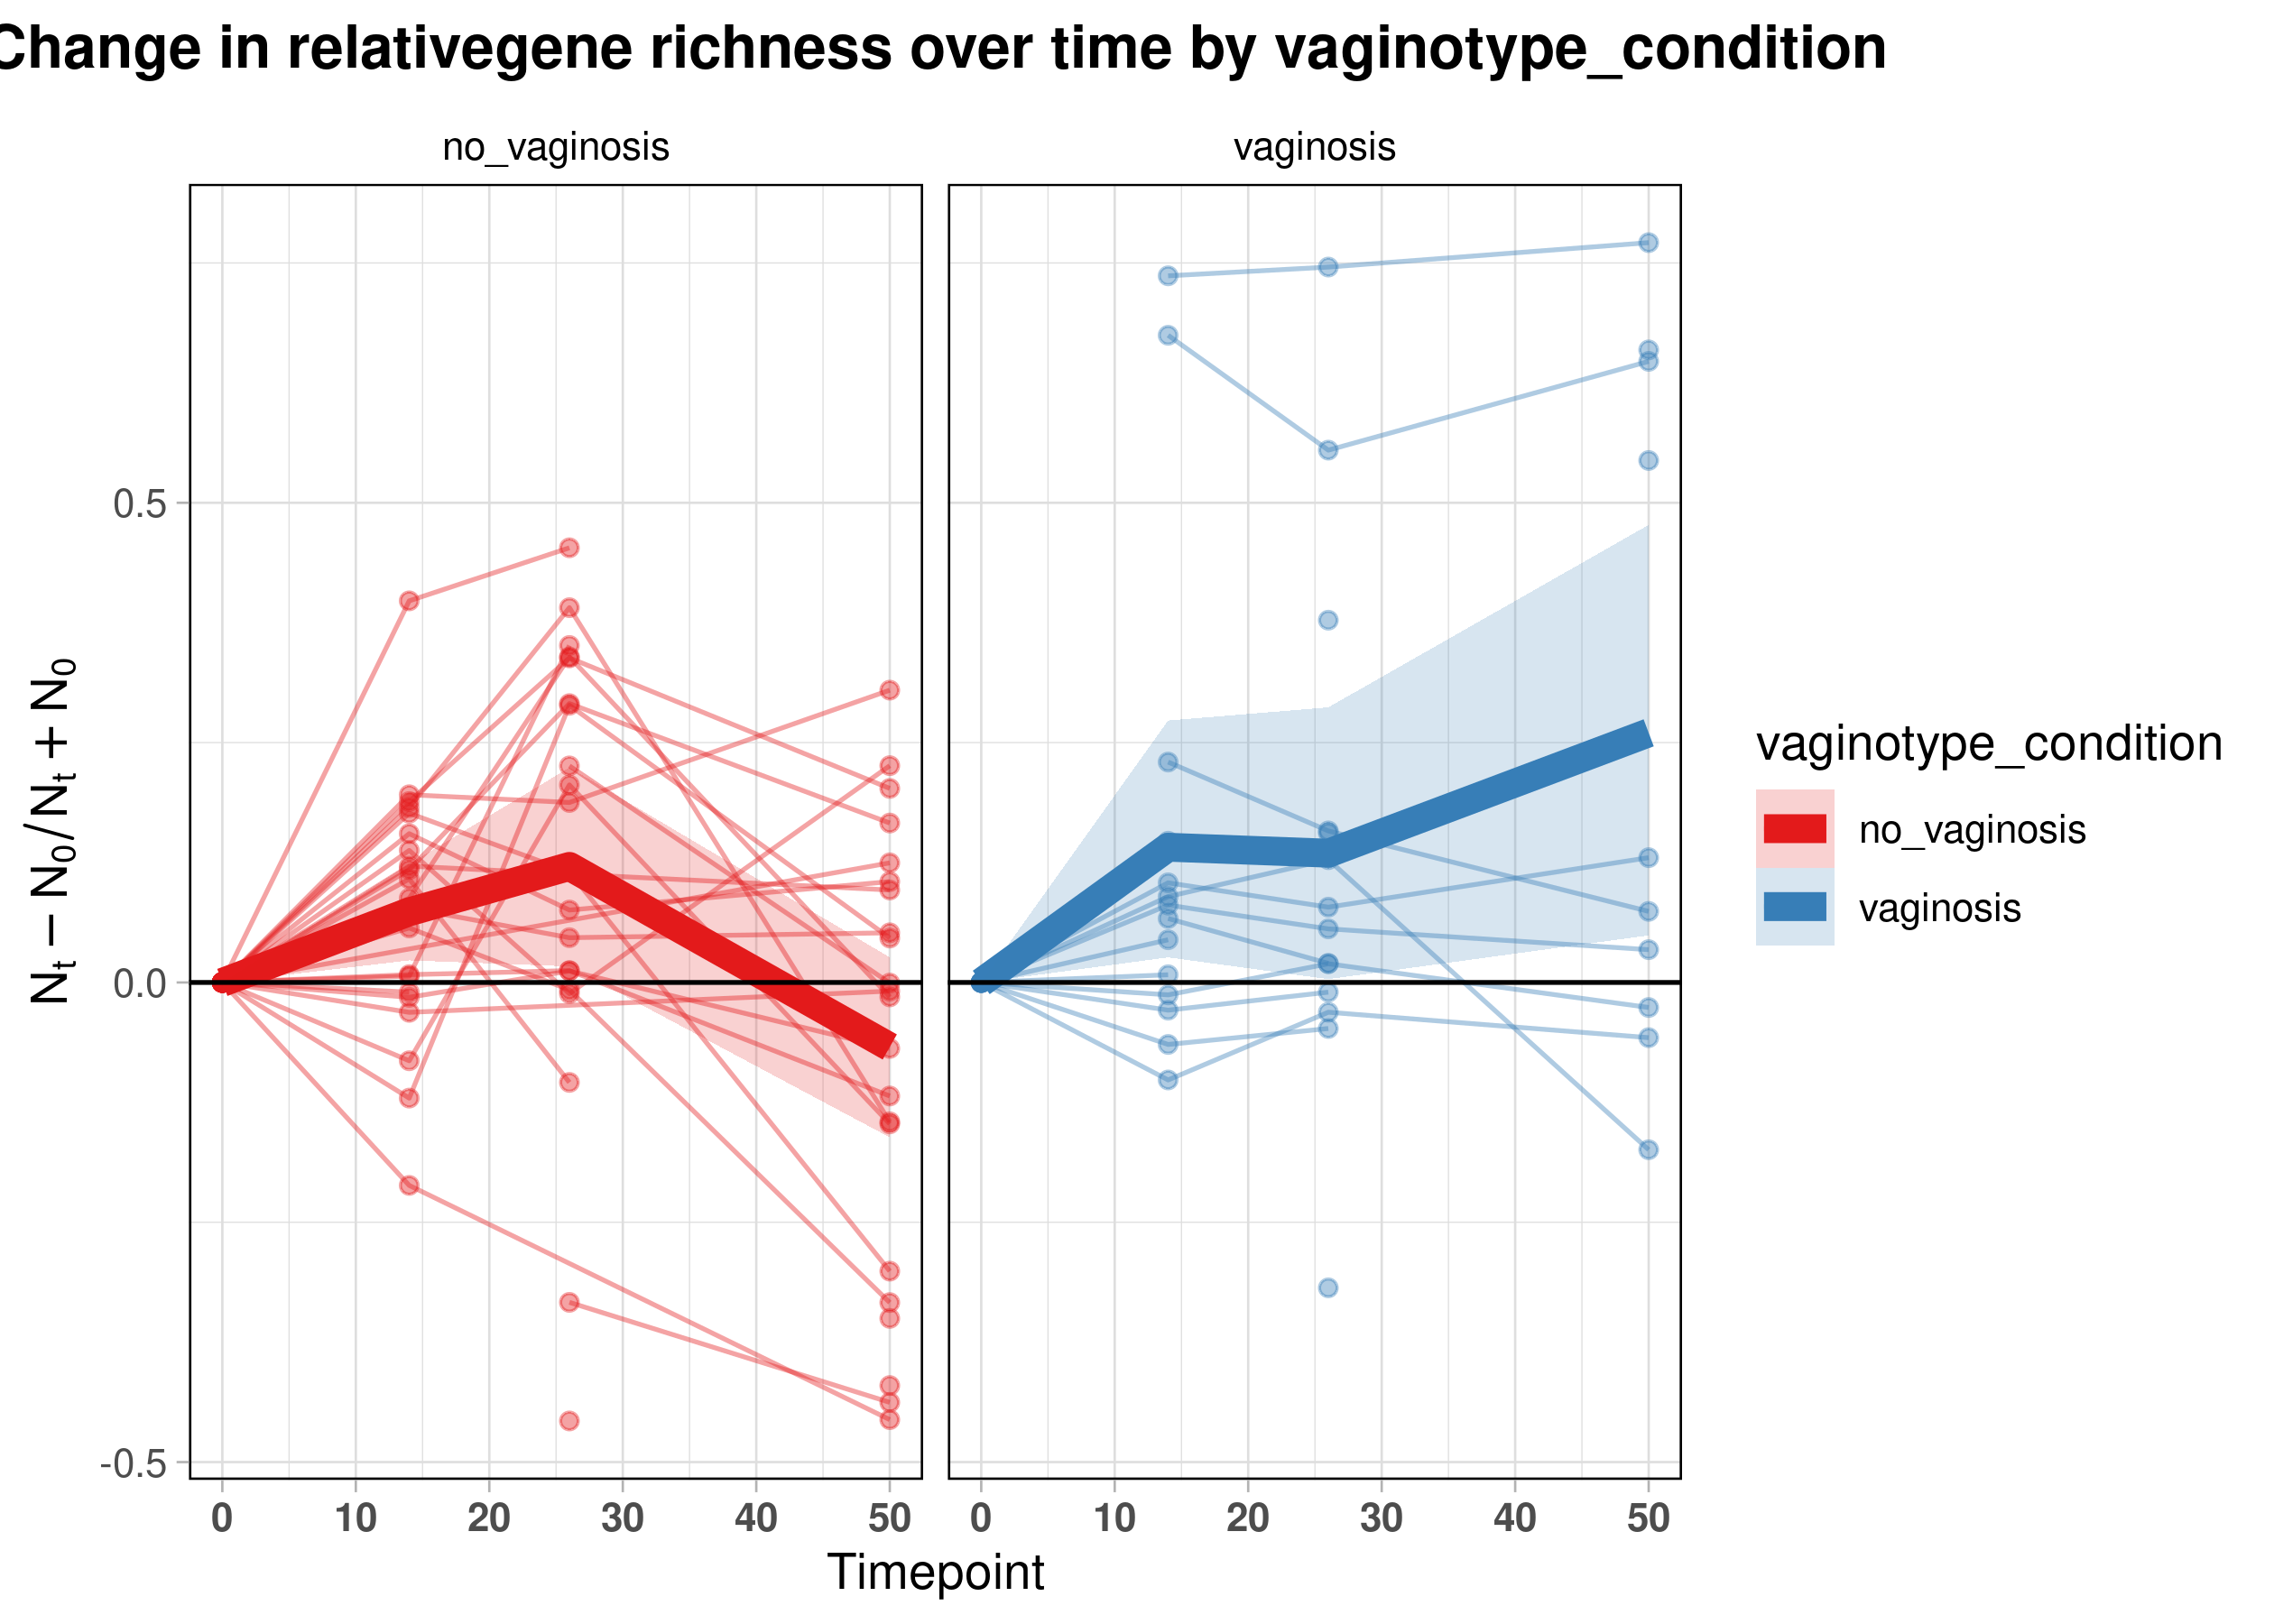 Change in relativegene richness over time by vaginotype_condition
no_vaginosis
vaginosis
Nₜ − N₀/Nₜ + N₀
0.5
0.0
-0.5
0 10 20 30 40 50
0 10 20 30 40 50
Timepoint
vaginotype_condition
no_vaginosis
vaginosis